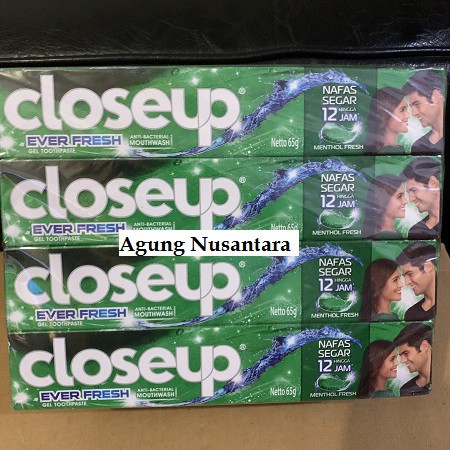 closeup®
EVER FRESH
GEL TOOTHPASTE
ANTI-BACTERIAL
MOUTHWASH
Netto 65g
NAFAS
SEGAR
12 HINGGA
JAM
MENTHOL FRESH
closeup®
EVER FRESH
GEL TOOTHPASTE
ANTI-BACTERIAL
MOUTHWASH
Netto 65g
NAFAS
SEGAR
12 HINGGA
JAM
MENTHOL FRESH
Agung Nusantara
closeup®
EVER FRESH
GEL TOOTHPASTE
ANTI-BACTERIAL
MOUTHWASH
Netto 65g
NAFAS
SEGAR
12 HINGGA
JAM
MENTHOL FRESH
closeup®
EVER FRESH
GEL TOOTHPASTE
ANTI-BACTERIAL
MOUTHWASH
Netto 65g
NAFAS
SEGAR
12 HINGGA
JAM
MENTHOL FRESH